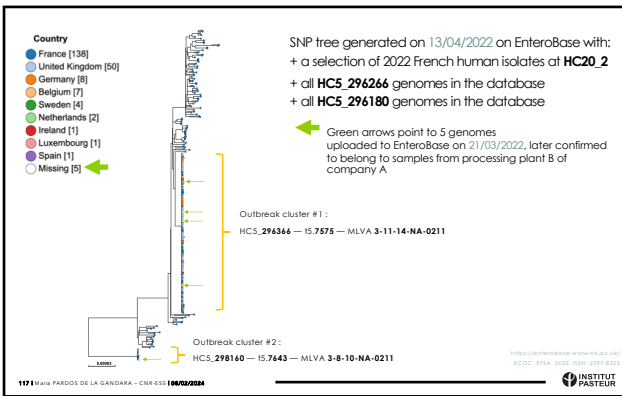 Country
France [138]
United Kingdom [50]
Germany [8]
Belgium [7]
Sweden [4]
Netherlands [2]
Ireland [1]
Luxembourg [1]
Spain [1]
Missing [5]
SNP tree generated on 13/04/2022 on EnteroBase with:
+ a selection of 2022 French human isolates at HC20_2
+ all HC5_296266 genomes in the database
+ all HC5_296180 genomes in the database
Green arrows point to 5 genomes
uploaded to EnteroBase on 21/03/2022, later confirmed
to belong to samples from processing plant B of
company A
Outbreak cluster #1 :
HC5_296366 — t5.7575 — MLVA 3-11-14-NA-0211
Outbreak cluster #2 :
HC5_298160 — t5.7643 — MLVA 3-8-10-NA-0211
0.00002
https://enterobase.warwick.ac.uk/
ECDC, EFSA, 2022. ISSN: 2397-8325
117 | Maria PARDOS DE LA GANDARA – CNR-ESS | 08/02/2024
INSTITUT
PASTEUR